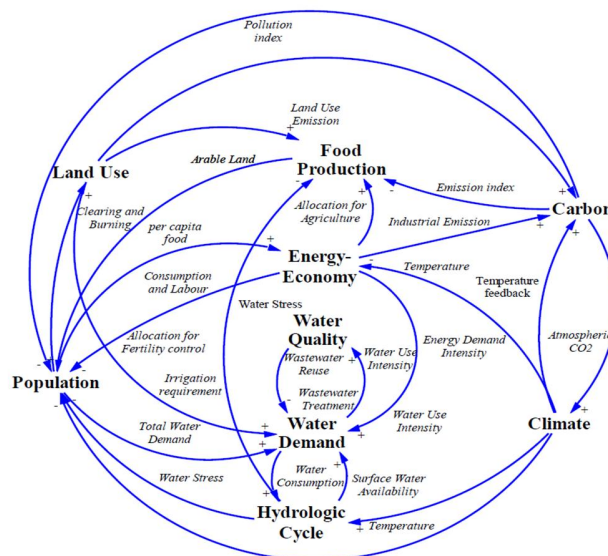 Pollution
index
Land Use
Emission
Arable Land
Food
Production
Land Use
Clearing and
Burning
per capita
food
Allocation for
Agriculture
Emission index
Industrial Emission
Carbon
Energy-
Economy
Temperature
Consumption
and Labour
Water Stress
Temperature
feedback
Water
Quality
Allocation for
Fertility control
Energy Demand
Intensity
Atmospheric
CO2
Wastewater
Reuse
Water Use
Intensity
Population
Irrigation
requirement
Wastewater
Treatment
Water
Demand
Water Use
Intensity
Climate
Total Water
Demand
Water Stress
Water
Consumption
Surface Water
Availability
Hydrologic
Cycle
Temperature